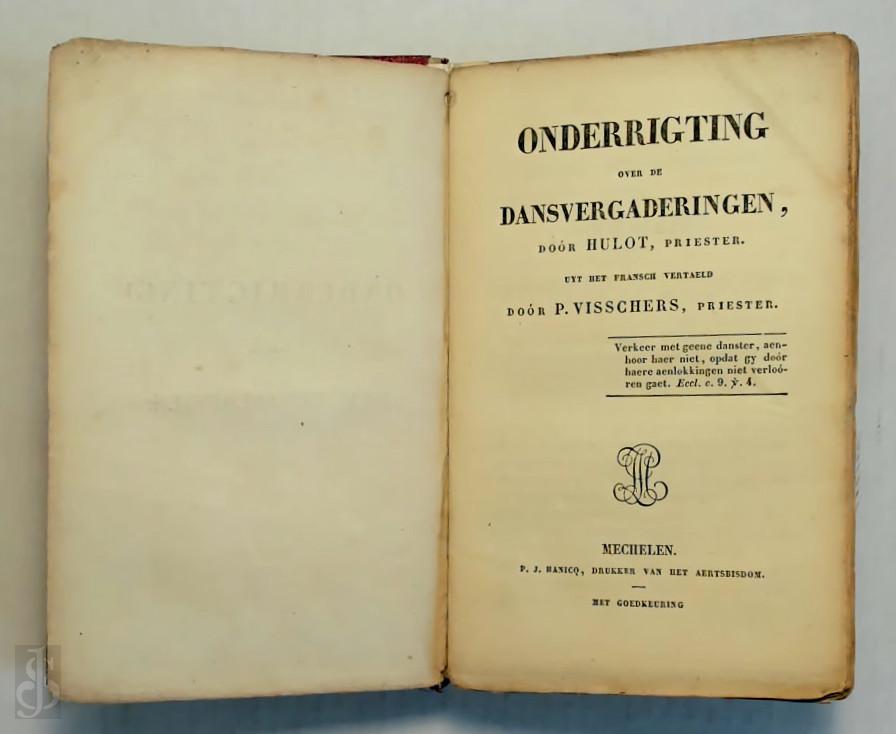 ONDERRIGTING
OVER DE
DANSVERGADERINGEN,
DOÓR HULOT, PRIESTER.
UYT HET FRANSCH VERTAELD
DOÓR P. VISSCHERS, PRIESTER.
Verkeer met geene danster, aen-
hoor haer niet, opdat gy doór
haere aenlokkingen niet verloó-
ren gaet. Eccl. c. 9. ℣. 4.
MECHELEN.
P. J. HANICQ, DRUKKER VAN HET AERTSBISDOM.
MET GOEDKEURING